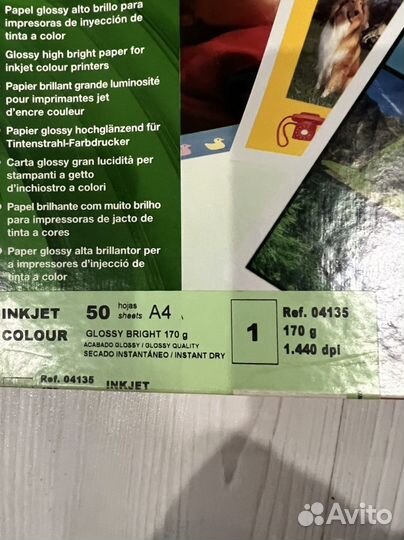 Papel glossy alto brillo para
impresoras de inyección de
tinta a color
Glossy high bright paper for
inkjet colour printers
Papier brillant grande luminosité
pour imprimantes jet
d'encre couleur
Papier glossy hochglänzend für
Tintenstrahl-Farbdrucker
Carta glossy gran lucidità per
stampanti a getto
d'inchiostro a colori
Papel brilhante com muito brilho
para impressoras de jacto de
tinta a cores
Paper glossy alta brillantor per
a impressores d'injecció de
tinta a color
INKJET
COLOUR
50 hojas
sheets A4
GLOSSY BRIGHT 170 g
ACABADO GLOSSY / GLOSSY QUALITY
SECADO INSTANTÁNEO / INSTANT DRY
1
Ref. 04135
170 g
1.440 dpi
Ref. 04135 INKJET
Avito